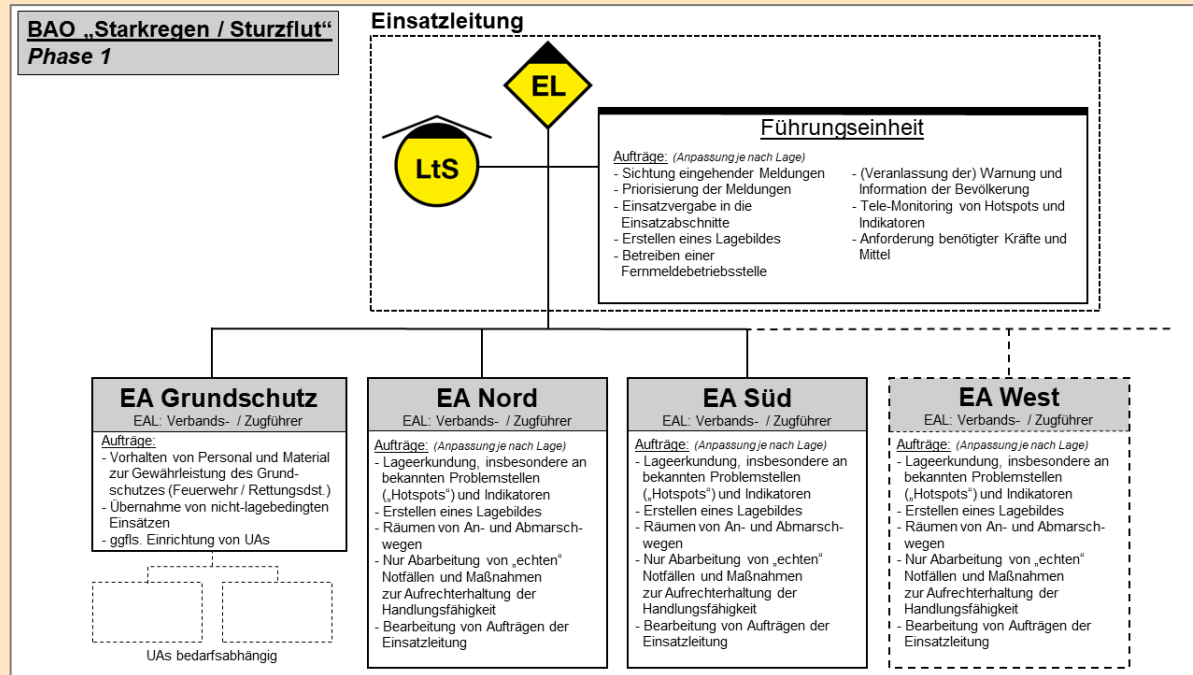 BAO „Starkregen / Sturzflut“
Phase 1
Einsatzleitung
EL
LtS
Führungseinheit
Aufträge: (Anpassung je nach Lage)
- Sichtung eingehender Meldungen
- Priorisierung der Meldungen
- Einsatzvergabe in die
Einsatzabschnitte
- Erstellen eines Lagebildes
- Betreiben einer
Fernmeldebetriebsstelle
- (Veranlassung der) Warnung und
Information der Bevölkerung
- Tele-Monitoring von Hotspots und
Indikatoren
- Anforderung benötigter Kräfte und
Mittel
EA Grundschutz
EAL: Verbands- / Zugführer
Aufträge:
- Vorhalten von Personal und Material
zur Gewährleistung des Grund-
schutzes (Feuerwehr / Rettungsdst.)
- Übernahme von nicht-lagebedingten
Einsätzen
- ggfls. Einrichtung von UAs
UAs bedarfsabhängig
EA Nord
EAL: Verbands- / Zugführer
Aufträge: (Anpassung je nach Lage)
- Lageerkundung, insbesondere an
bekannten Problemstellen
(„Hotspots“) und Indikatoren
- Erstellen eines Lagebildes
- Räumen von An- und Abmarsch-
wegen
- Nur Abarbeitung von „echten“
Notfällen und Maßnahmen
zur Aufrechterhaltung der
Handlungsfähigkeit
- Bearbeitung von Aufträgen der
Einsatzleitung
EA Süd
EAL: Verbands- / Zugführer
Aufträge: (Anpassung je nach Lage)
- Lageerkundung, insbesondere an
bekannten Problemstellen
(„Hotspots“) und Indikatoren
- Erstellen eines Lagebildes
- Räumen von An- und Abmarsch-
wegen
- Nur Abarbeitung von „echten“
Notfällen und Maßnahmen
zur Aufrechterhaltung der
Handlungsfähigkeit
- Bearbeitung von Aufträgen der
Einsatzleitung
EA West
EAL: Verbands- / Zugführer
Aufträge: (Anpassung je nach Lage)
- Lageerkundung, insbesondere an
bekannten Problemstellen
(„Hotspots“) und Indikatoren
- Erstellen eines Lagebildes
- Räumen von An- und Abmarsch-
wegen
- Nur Abarbeitung von „echten“
Notfällen und Maßnahmen
zur Aufrechterhaltung der
Handlungsfähigkeit
- Bearbeitung von Aufträgen der
Einsatzleitung